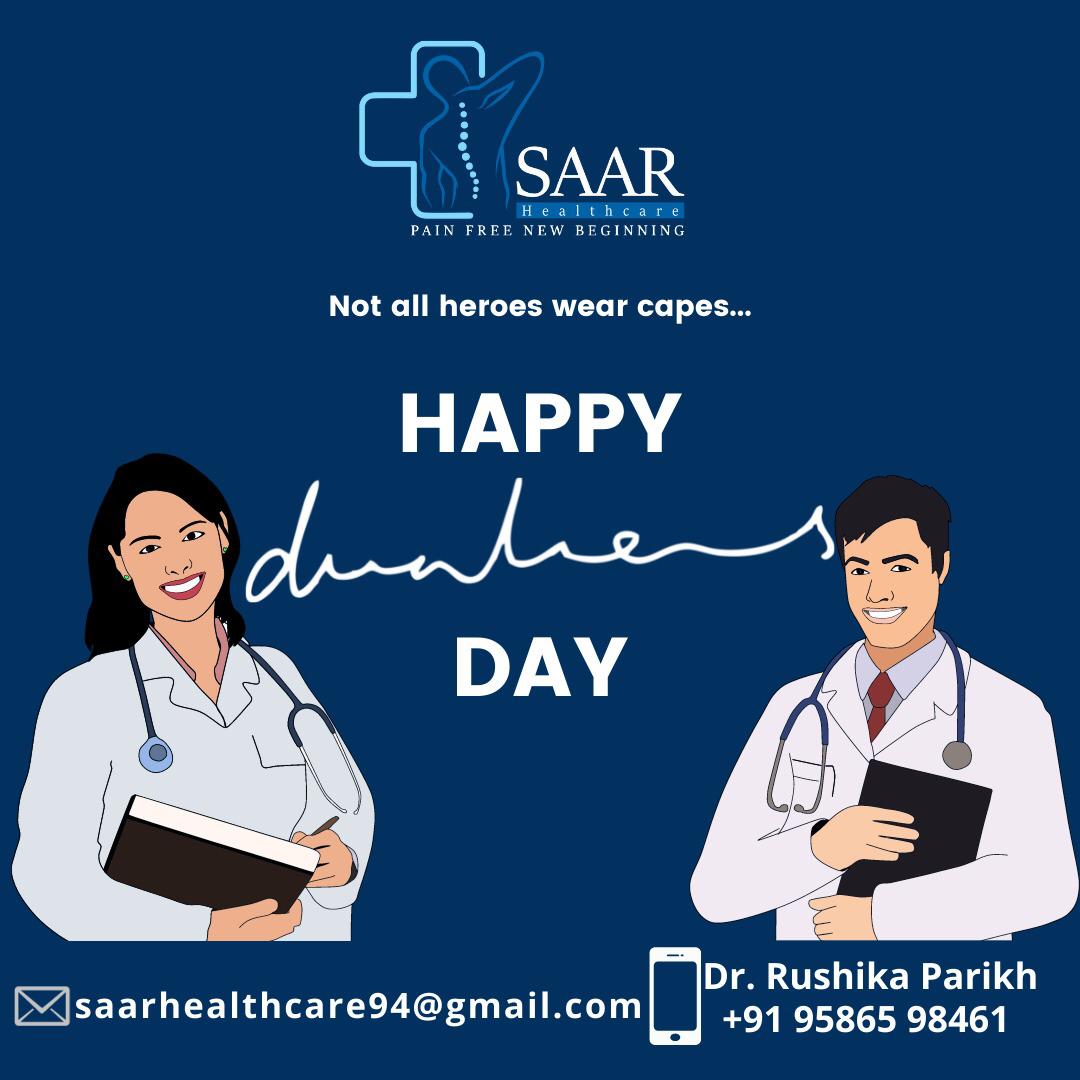 SAAR
Healthcare
PAIN FREE NEW BEGINNING
Not all heroes wear capes...
HAPPY
DAY
saarhealthcare94@gmail.com
Dr. Rushika Parikh
+91 95865 98461